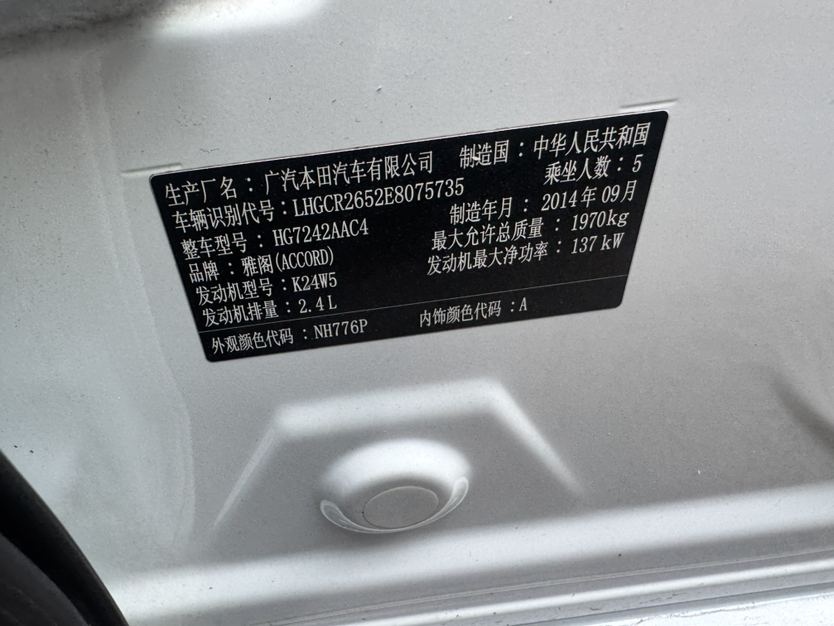 生产厂名：广汽本田汽车有限公司 制造国：中华人民共和国
车辆识别代号：LHGCR2652E8075735 乘坐人数：5
整车型号：HG7242AAC4 制造年月：2014年09月
品牌：雅阁(ACCORD) 最大允许总质量：1970kg
发动机型号：K24W5 发动机最大净功率：137kW
发动机排量：2.4L
外观颜色代码：NH776P 内饰颜色代码：A